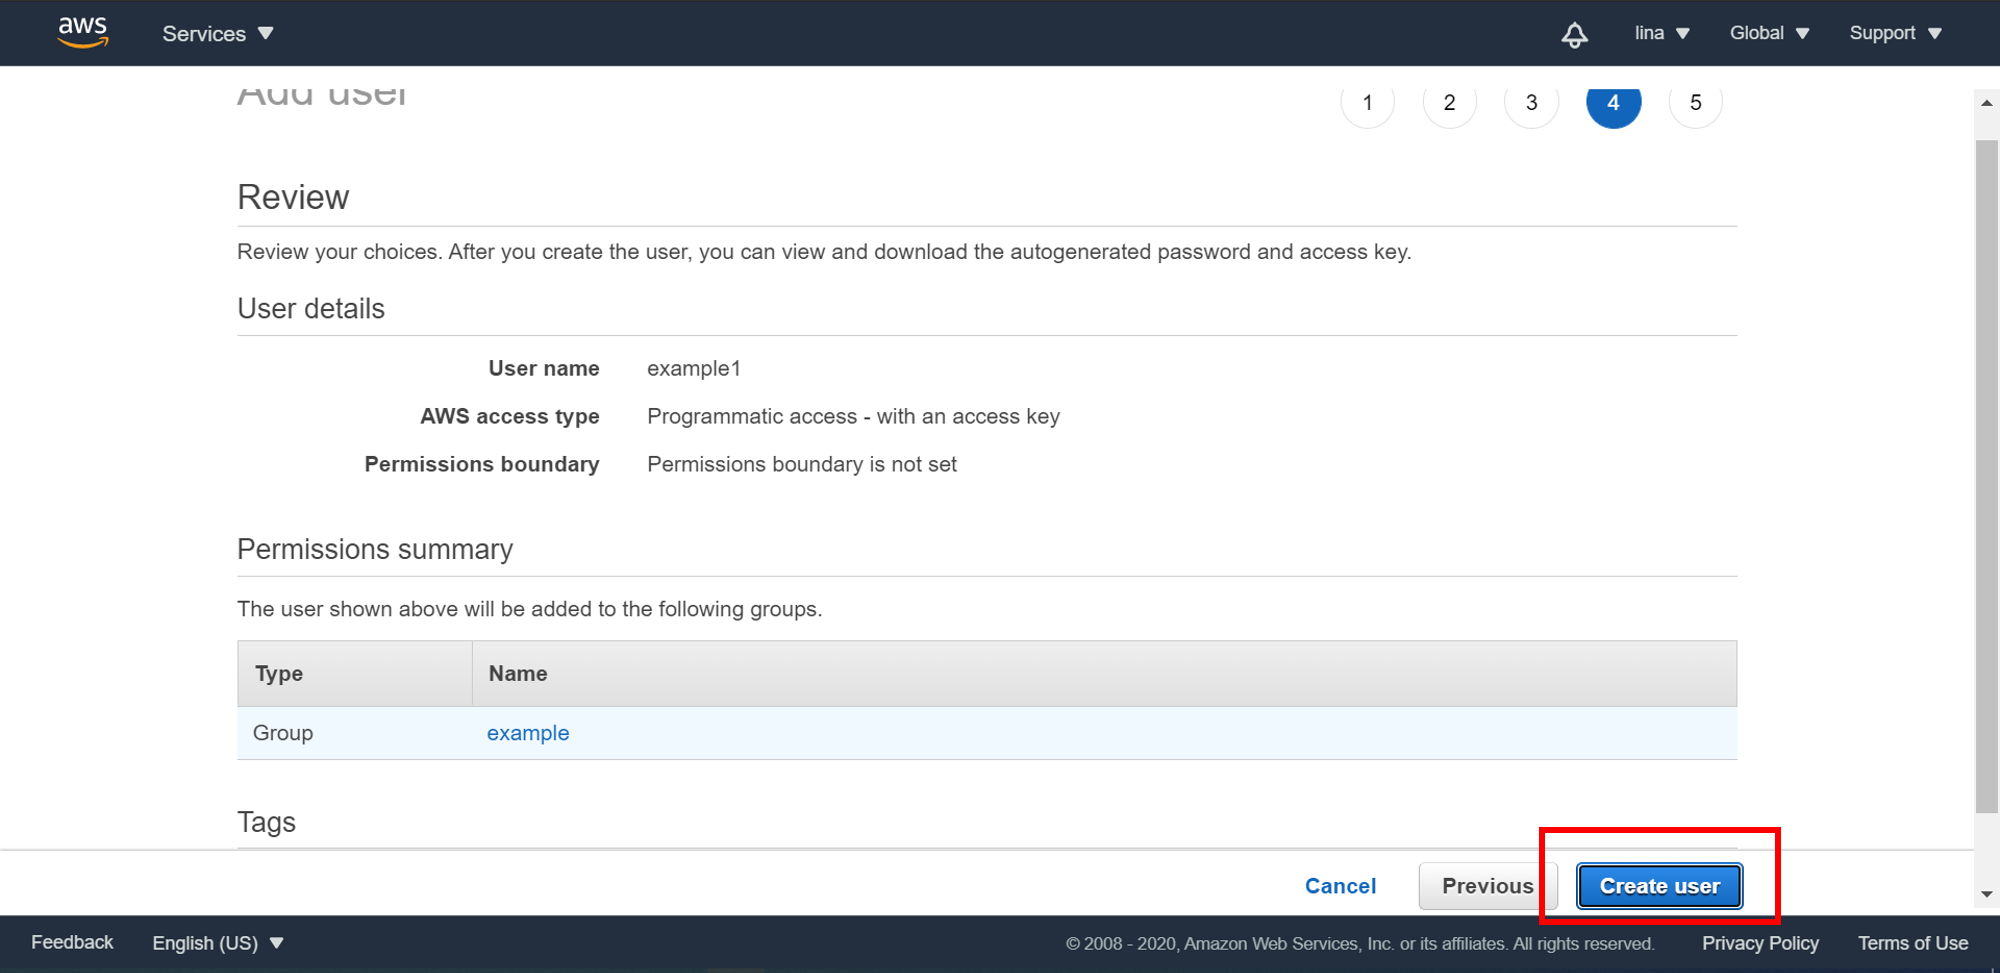 aws Services lina Global Support
Add user 1 2 3 4 5
Review
Review your choices. After you create the user, you can view and download the autogenerated password and access key.
User details
User name example1
AWS access type Programmatic access - with an access key
Permissions boundary Permissions boundary is not set
Permissions summary
The user shown above will be added to the following groups.
Type Name
Group example
Tags
Cancel Previous Create user
Feedback English (US) © 2008 - 2020, Amazon Web Services, Inc. or its affiliates. All rights reserved. Privacy Policy Terms of Use